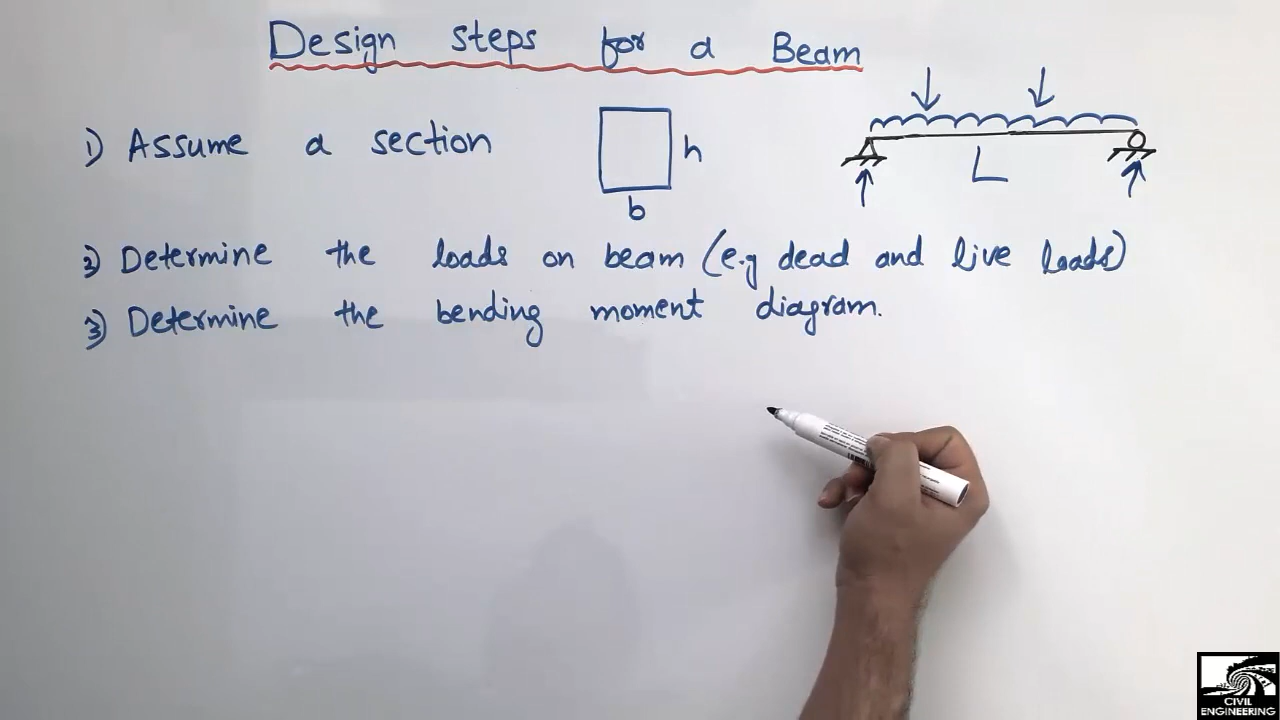 Design steps for a Beam
1) Assume a section
h
b
L
2) Determine the loads on beam (e.g dead and live loads)
3) Determine the bending moment diagram.
CIVIL
ENGINEERING